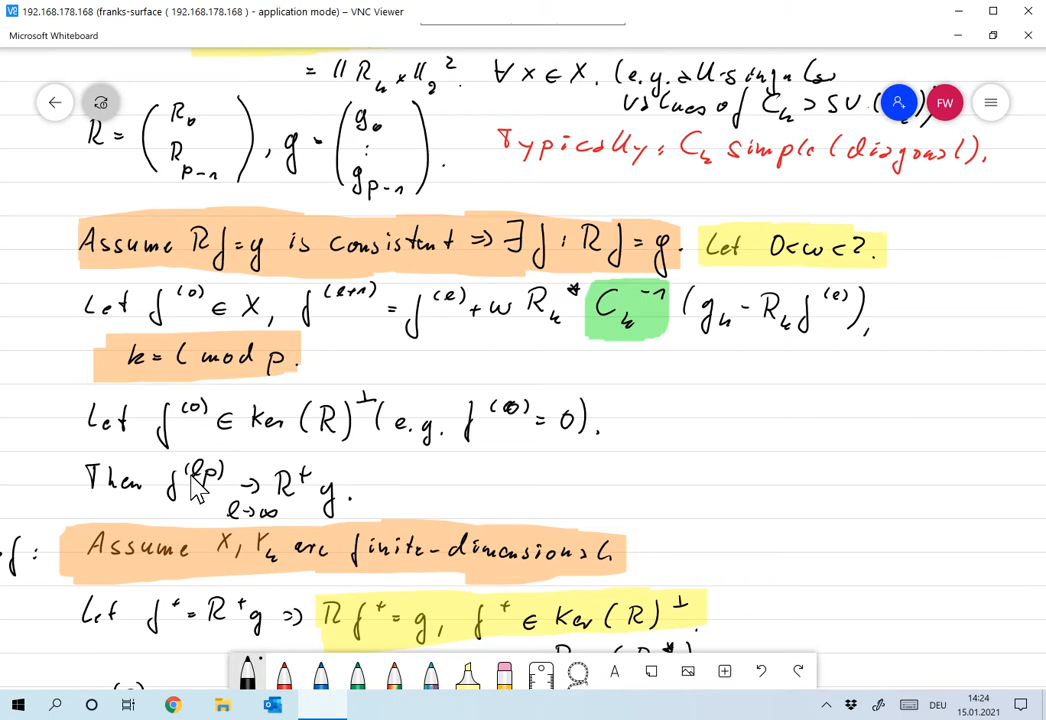 192.168.178.168 (franks-surface ( 192.168.178.168 ) - application mode) – VNC Viewer
Microsoft Whiteboard
= || R_k x ||_2^2. ∀ x ∈ X. (e.g. all singular
values of C_k > SV(
FW
R = ( R_0 R_{p-1} ), g = ( g_0 : g_{p-1} ).
Typically: C_k simple (diagonal).
Assume Rf = g is consistent => ∃ f : Rf = g. Let 0 < ω < 2.
Let f^{(0)} ∈ X, f^{(l+1)} = f^{(l)} + ω R_k^* C_k^{-1} (g_k - R_k f^{(l)}),
k = l mod p.
Let f^{(0)} ∈ Ker(R)^⊥ (e.g. f^{(0)} = 0).
Then f^{(lp)} → R^+ g.
l→∞
f: Assume X, Y_k are finite-dimensional
Let f^+ = R^+ g => R f^+ = g, f^+ ∈ Ker(R)^⊥
A
DEU
14:24
15.01.2021